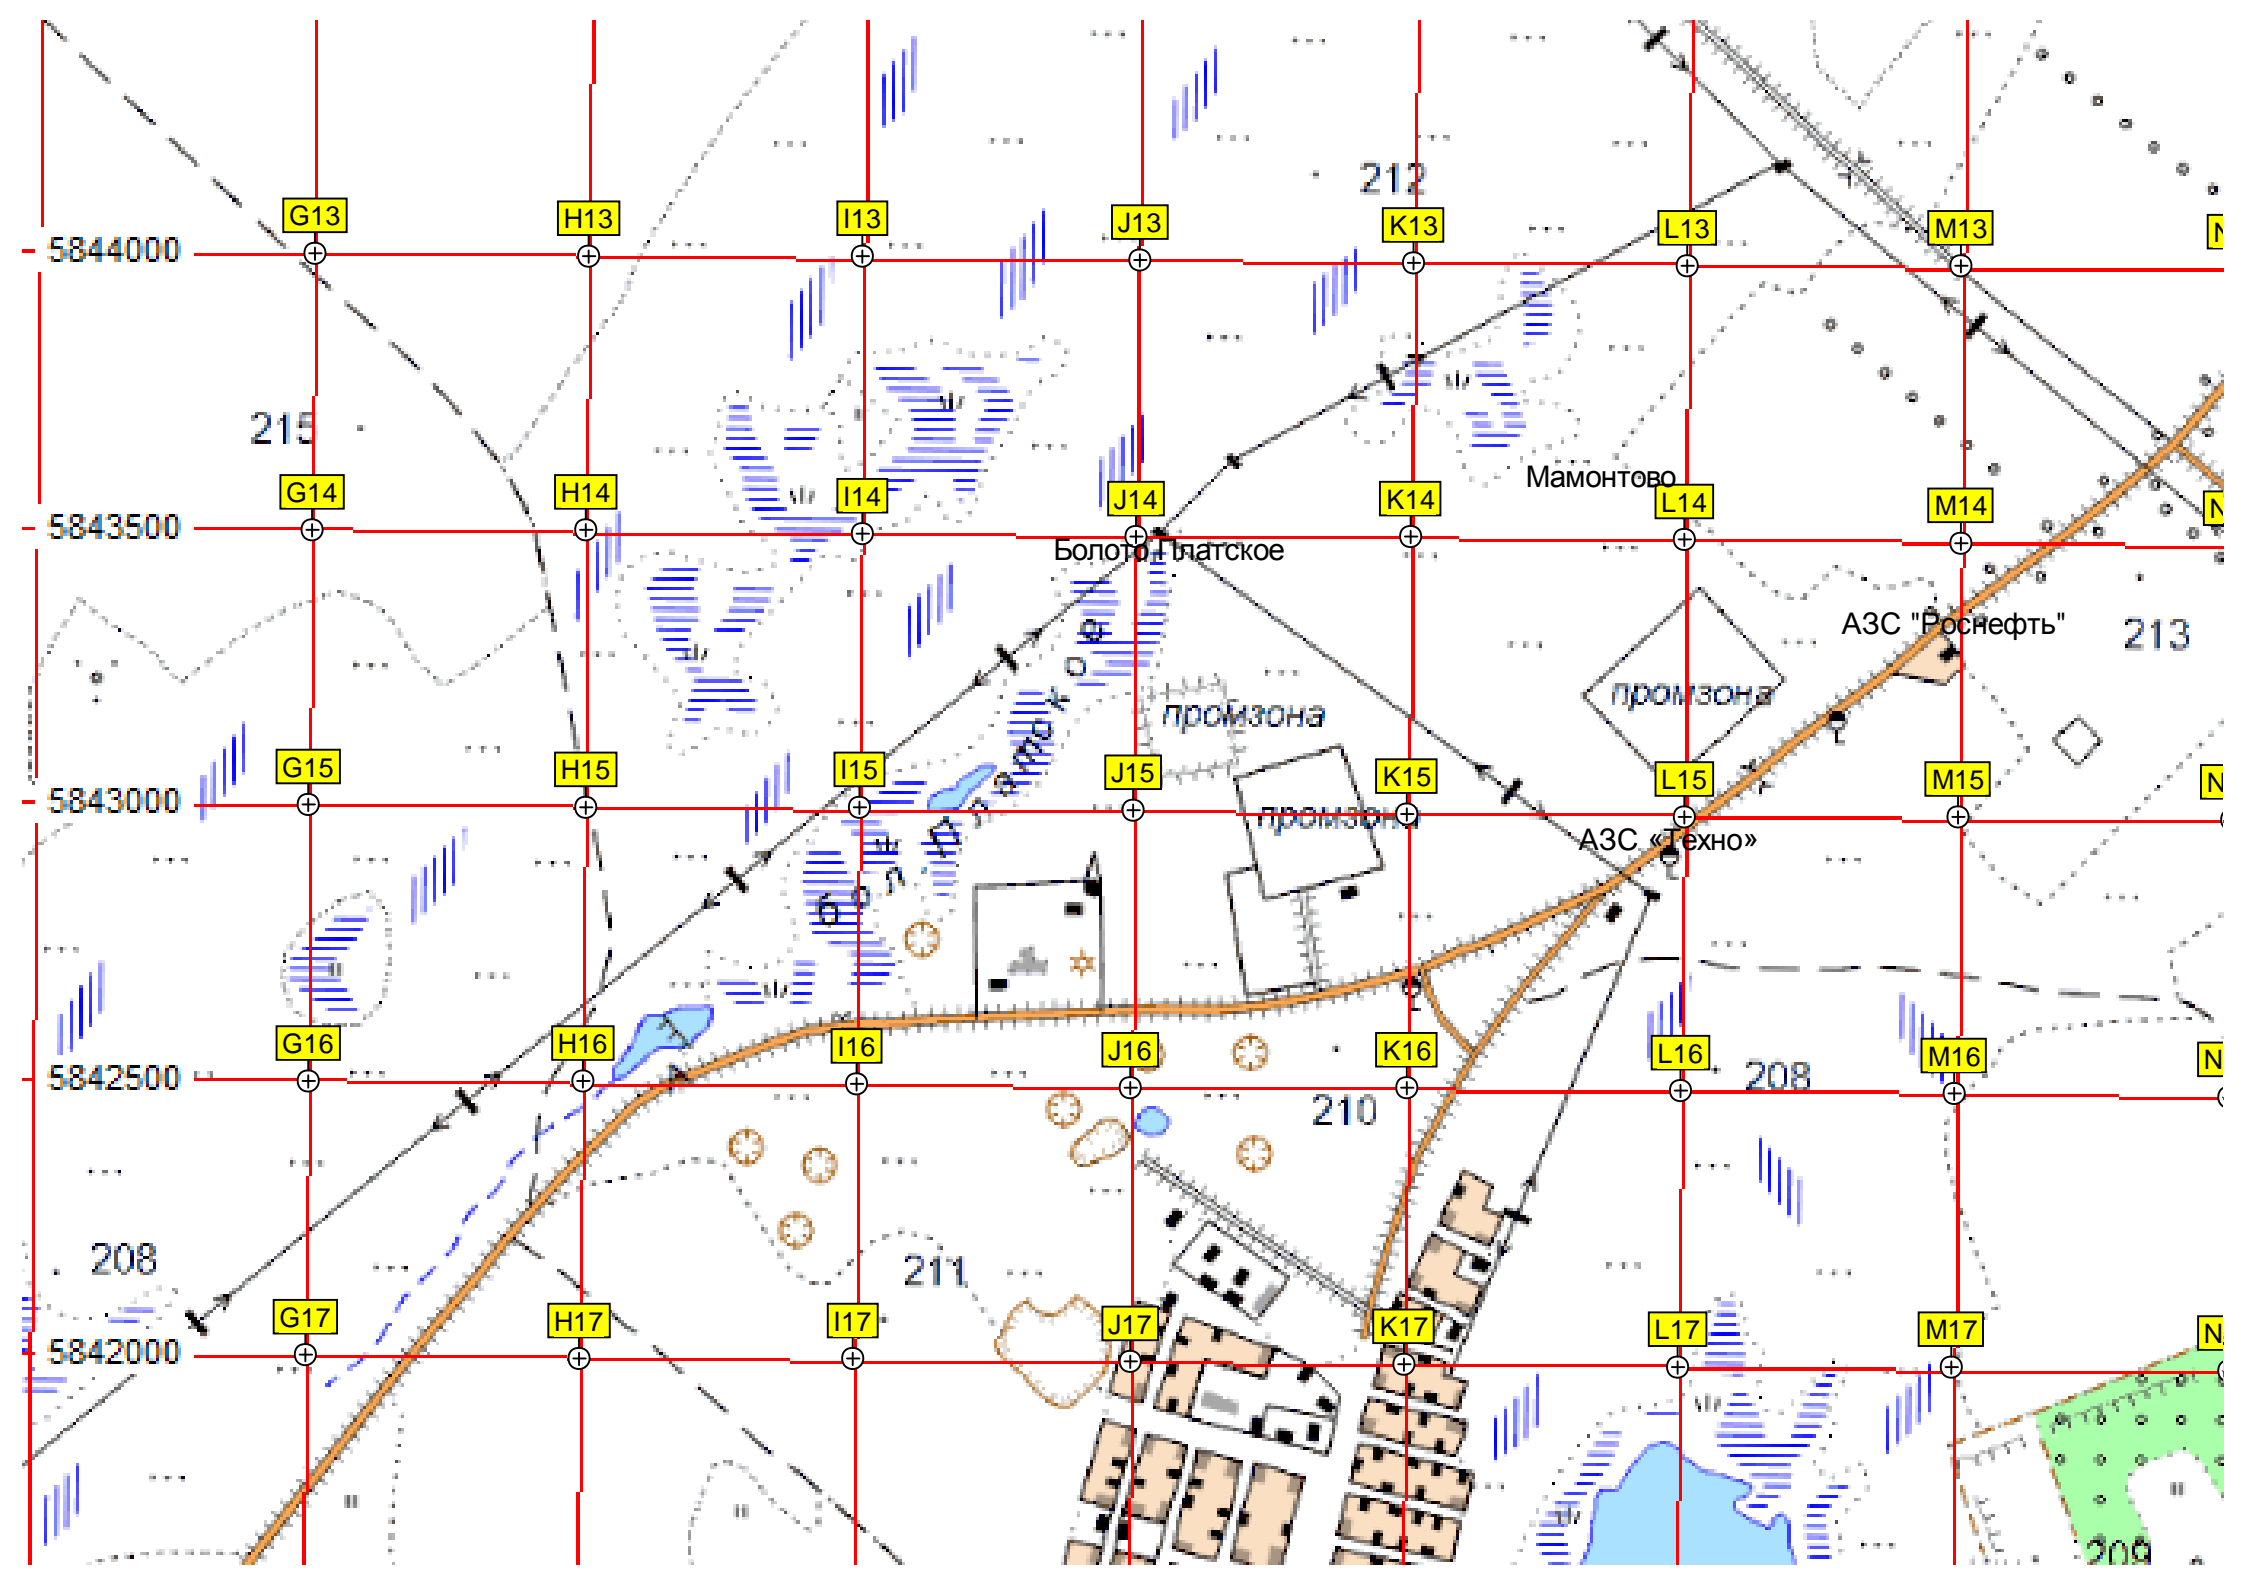 212
G13 H13 I13 J13 K13 L13 M13 N
5844000
215
Мамонтово
G14 H14 I14 J14 K14 L14 M14 N
5843500
Болото Платское
АЗС "Роснефть"
213
промзона
промзона
G15 H15 I15 J15 K15 L15 M15 N
5843000
промзона
АЗС «Техно»
бол. Платокое
G16 H16 I16 J16 K16 L16 M16 N
5842500
208
210
208
211
G17 H17 I17 J17 K17 L17 M17 N
5842000
209